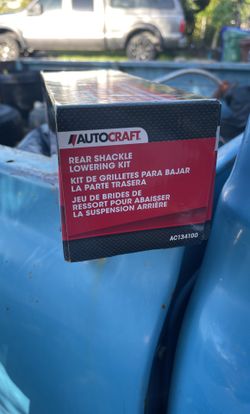 AUTOCRAFT
REAR SHACKLE
LOWERING KIT
KIT DE GRILLETES PARA BAJAR
LA PARTE TRASERA
JEU DE BRIDES DE
RESSORT POUR ABAISSER
LA SUSPENSION ARRIÈRE
AC134100